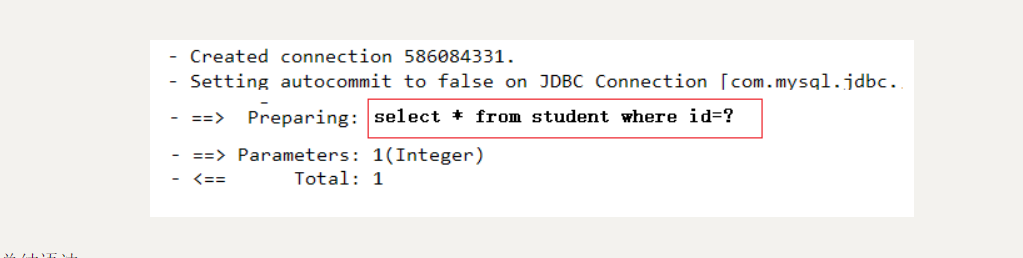 - Created connection 586084331.
- Setting autocommit to false on JDBC Connection [com.mysql.jdbc.
- ==>  Preparing: select * from student where id=?
- ==> Parameters: 1(Integer)
- <==      Total: 1